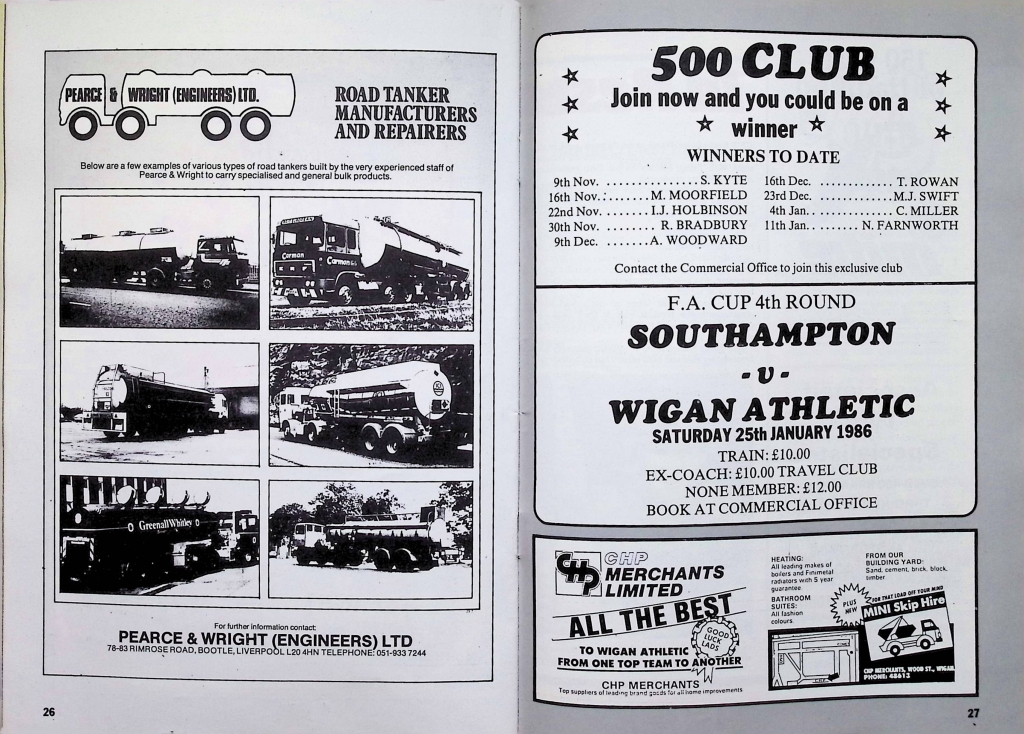 PEARCE & WRIGHT (ENGINEERS) LTD.
ROAD TANKER
MANUFACTURERS
AND REPAIRERS
Below are a few examples of various types of road tankers built by the very experienced staff of
Pearce & Wright to carry specialised and general bulk products.
Carman
Carman
Greenall Whitley
For further information contact:
PEARCE & WRIGHT (ENGINEERS) LTD
78-83 RIMROSE ROAD, BOOTLE, LIVERPOOL L20 4HN TELEPHONE: 051-933 7244
26
500 CLUB
Join now and you could be on a
winner
WINNERS TO DATE
9th Nov. ...............S. KYTE
16th Nov.:.......M. MOORFIELD
22nd Nov. .......I.J. HOLBINSON
30th Nov. .........R. BRADBURY
9th Dec. .......A. WOODWARD
16th Dec. .............T. ROWAN
23rd Dec. .............M.J. SWIFT
4th Jan.. .............C. MILLER
11th Jan.. ........N. FARNWORTH
Contact the Commercial Office to join this exclusive club
F.A. CUP 4th ROUND
SOUTHAMPTON
- v -
WIGAN ATHLETIC
SATURDAY 25th JANUARY 1986
TRAIN: £10.00
EX-COACH: £10.00 TRAVEL CLUB
NONE MEMBER: £12.00
BOOK AT COMMERCIAL OFFICE
CHP
CHP
MERCHANTS
LIMITED
ALL THE BEST
GOOD
LUCK
LADS
TO WIGAN ATHLETIC
FROM ONE TOP TEAM TO ANOTHER
CHP MERCHANTS
Top suppliers of leading brand goods for all home improvements
HEATING:
All leading makes of
boilers and Finimetal
radiators with 5 year
guarantee
BATHROOM
SUITES:
All fashion
colours.
FROM OUR
BUILDING YARD:
Sand, cement, brick, block,
timber
PLUS
NEW
FOR THAT LOAD OFF YOUR MIND
MINI Skip Hire
CHP MERCHANTS, WOOD ST., WIGAN.
PHONE: 48613
27